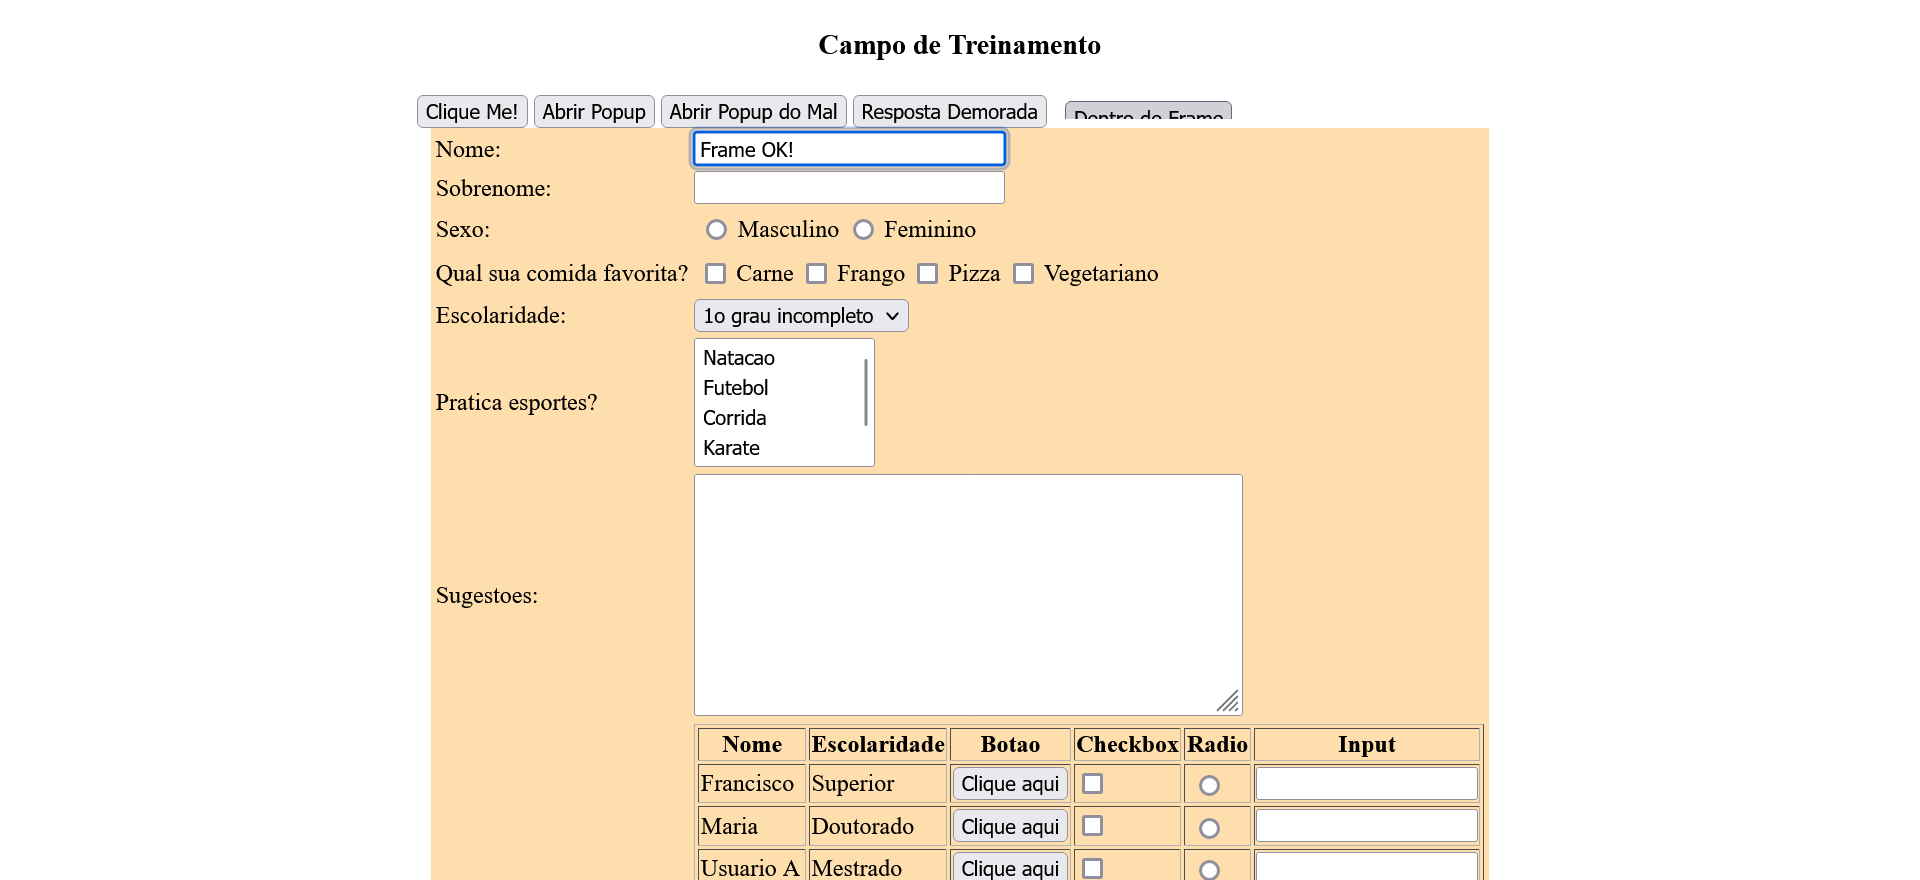 Campo de Treinamento
Clique Me! Abrir Popup Abrir Popup do Mal Resposta Demorada Dentro do Frame
Nome: Frame OK!
Sobrenome:
Sexo: Masculino Feminino
Qual sua comida favorita? Carne Frango Pizza Vegetariano
Escolaridade: 1o grau incompleto
Pratica esportes?
Natacao
Futebol
Corrida
Karate
Sugestoes:
Nome Escolaridade Botao Checkbox Radio Input
Francisco Superior Clique aqui
Maria Doutorado Clique aqui
Usuario A Mestrado Clique aqui